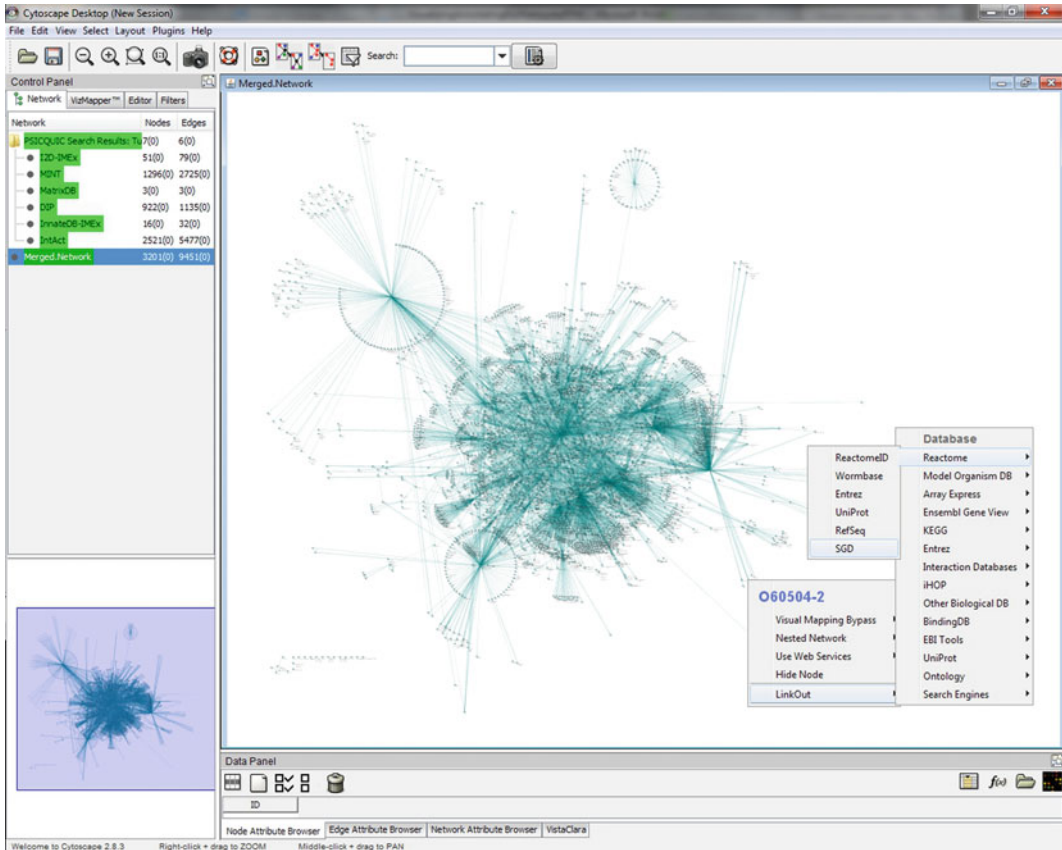 Cytoscape Desktop (New Session)
File Edit View Select Layout Plugins Help
Search:
Control Panel
Network VizMapper™ Editor Filters
Network Nodes Edges
PSICQUIC Search Results: Tu 7(0) 6(0)
I2D-IMEx 51(0) 79(0)
MINT 1296(0) 2725(0)
MatrixDB 3(0) 3(0)
DIP 922(0) 1135(0)
InnateDB-IMEx 16(0) 32(0)
IntAct 2521(0) 5477(0)
Merged.Network 3201(0) 9451(0)
Merged.Network
ReactomeID
Wormbase
Entrez
UniProt
RefSeq
SGD
Database
Reactome
Model Organism DB
Array Express
Ensembl Gene View
KEGG
Entrez
Interaction Databases
iHOP
Other Biological DB
BindingDB
EBI Tools
UniProt
Ontology
Search Engines
O60504-2
Visual Mapping Bypass
Nested Network
Use Web Services
Hide Node
LinkOut
Data Panel
f(x)
ID
Node Attribute Browser Edge Attribute Browser Network Attribute Browser VistaClara
Welcome to Cytoscape 2.8.3 Right-click + drag to ZOOM Middle-click + drag to PAN